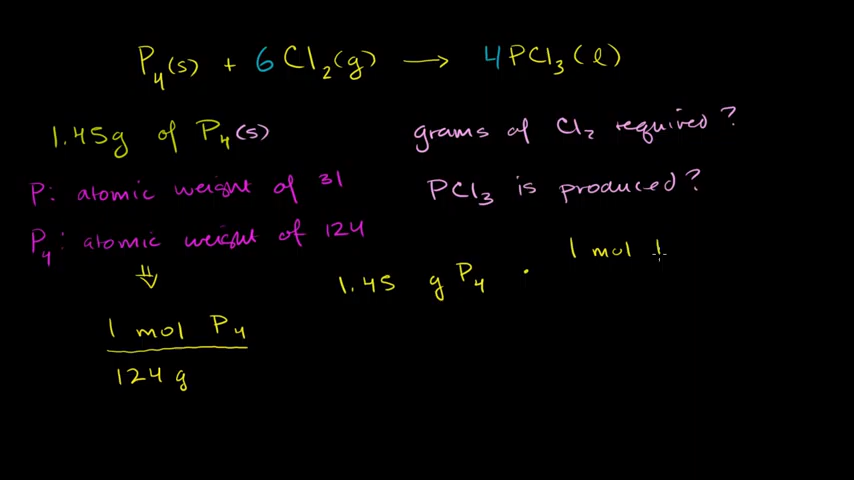 P₄(s) + 6Cl₂(g) → 4PCl₃(l)
1.45g of P₄(s)
grams of Cl₂ required?
P: atomic weight of 31
PCl₃ is produced?
P₄: atomic weight of 124
1.45 g P₄ · 1 mol
1 mol P₄
124 g